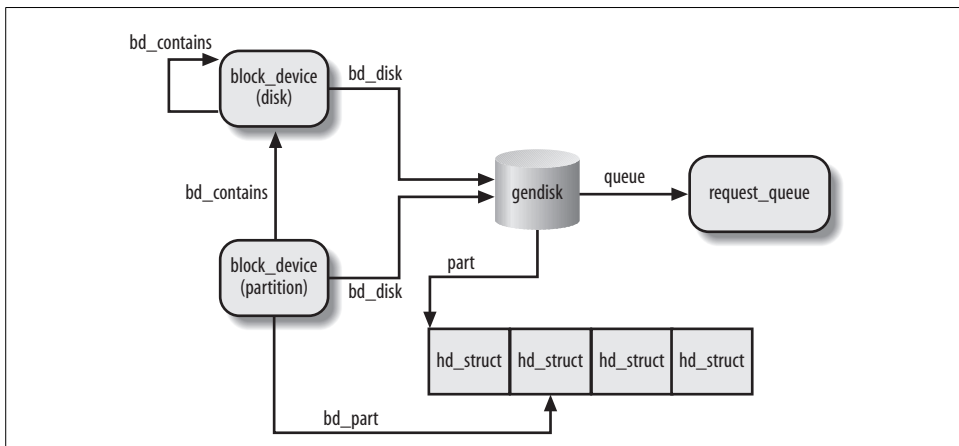 bd_contains
block_device
(disk)
bd_disk
bd_contains
gendisk
queue
request_queue
block_device
(partition)
bd_disk
part
hd_struct
hd_struct
hd_struct
hd_struct
bd_part